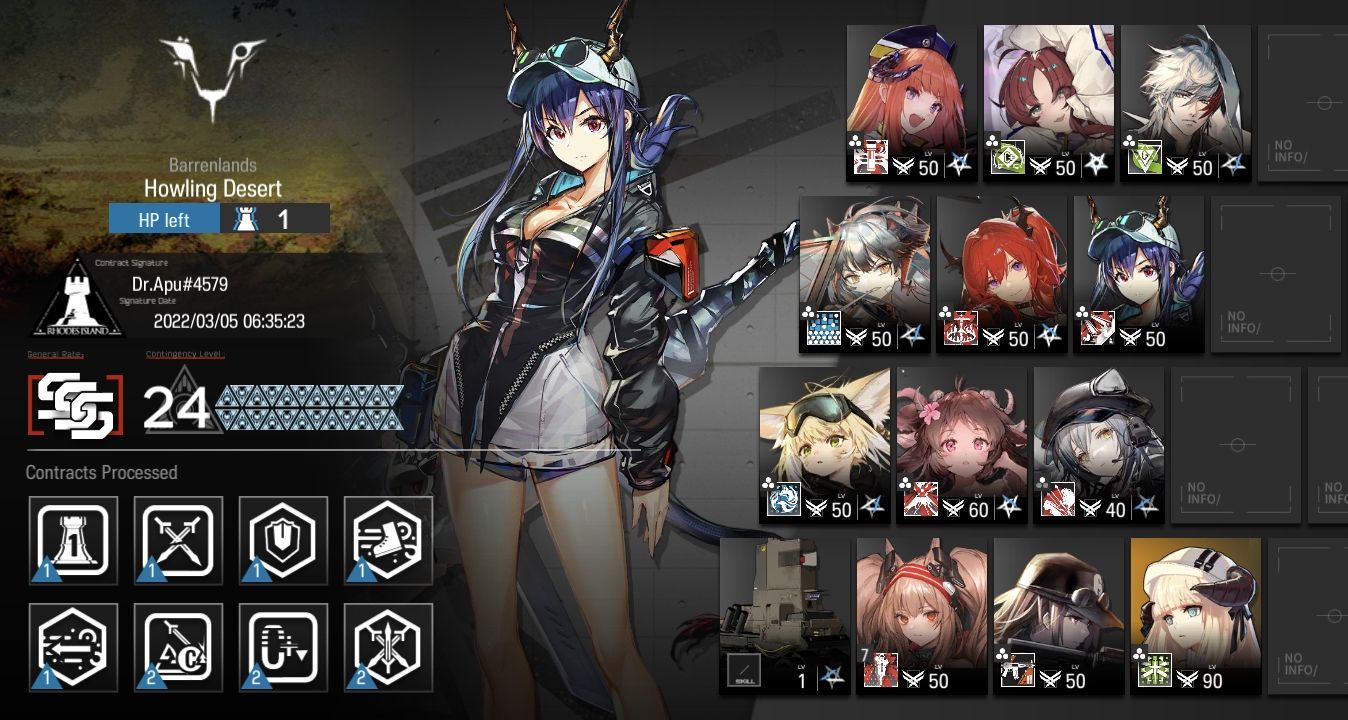 Barrenlands
Howling Desert
HP left 1
Contract Signature
Dr.Apu#4579
Signature Date
2022/03/05 06:35:23
RHODES ISLAND
General Rate:
Contingency Level:
SSS
24
Contracts Processed
1
1
1
1
1
1
2
2
2
LV
50
LV
50
LV
50
NO
INFO/
LV
50
LV
50
LV
50
NO
INFO/
LV
50
LV
60
LV
40
NO
INFO/
NO
INFO/
SKILL
LV
1
7
LV
50
LV
50
LV
90
NO
INFO/